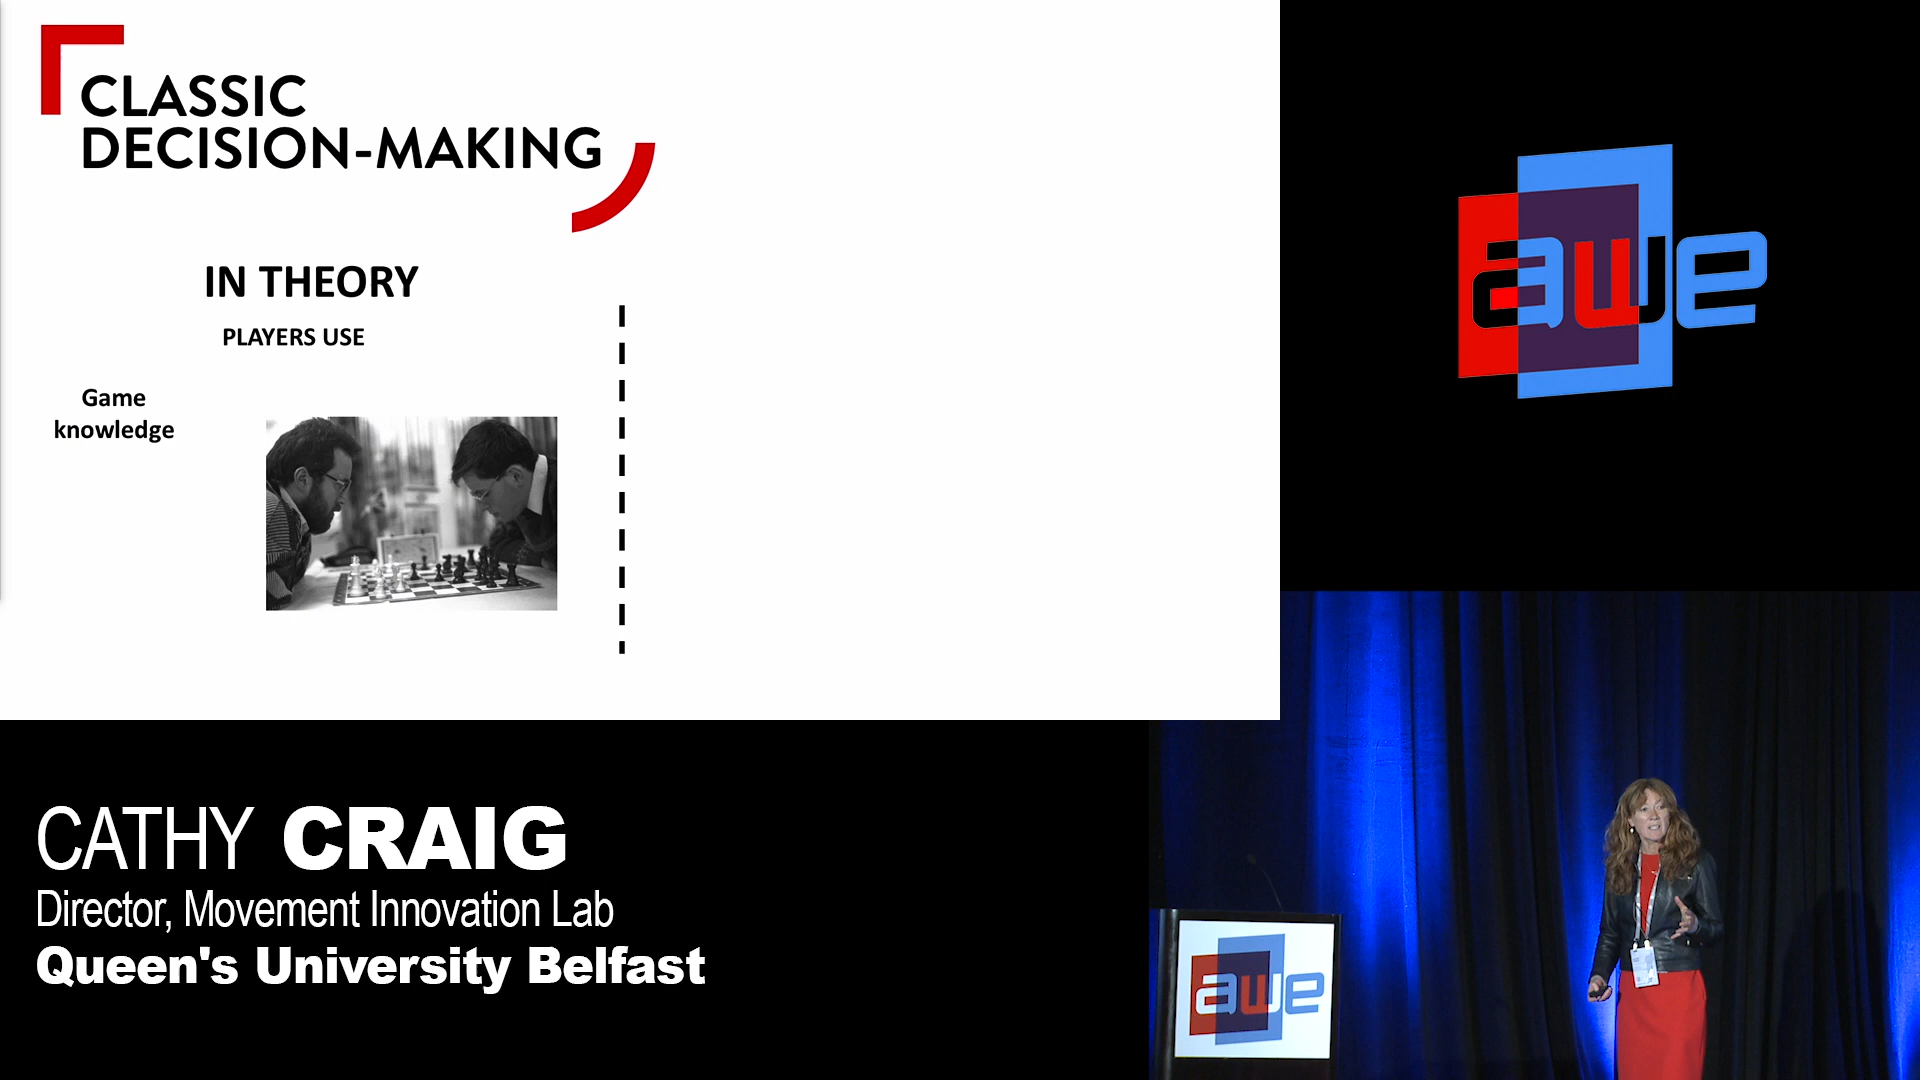 CLASSIC
DECISION-MAKING
IN THEORY
PLAYERS USE
Game
knowledge
awe
CATHY CRAIG
Director, Movement Innovation Lab
Queen's University Belfast
awe